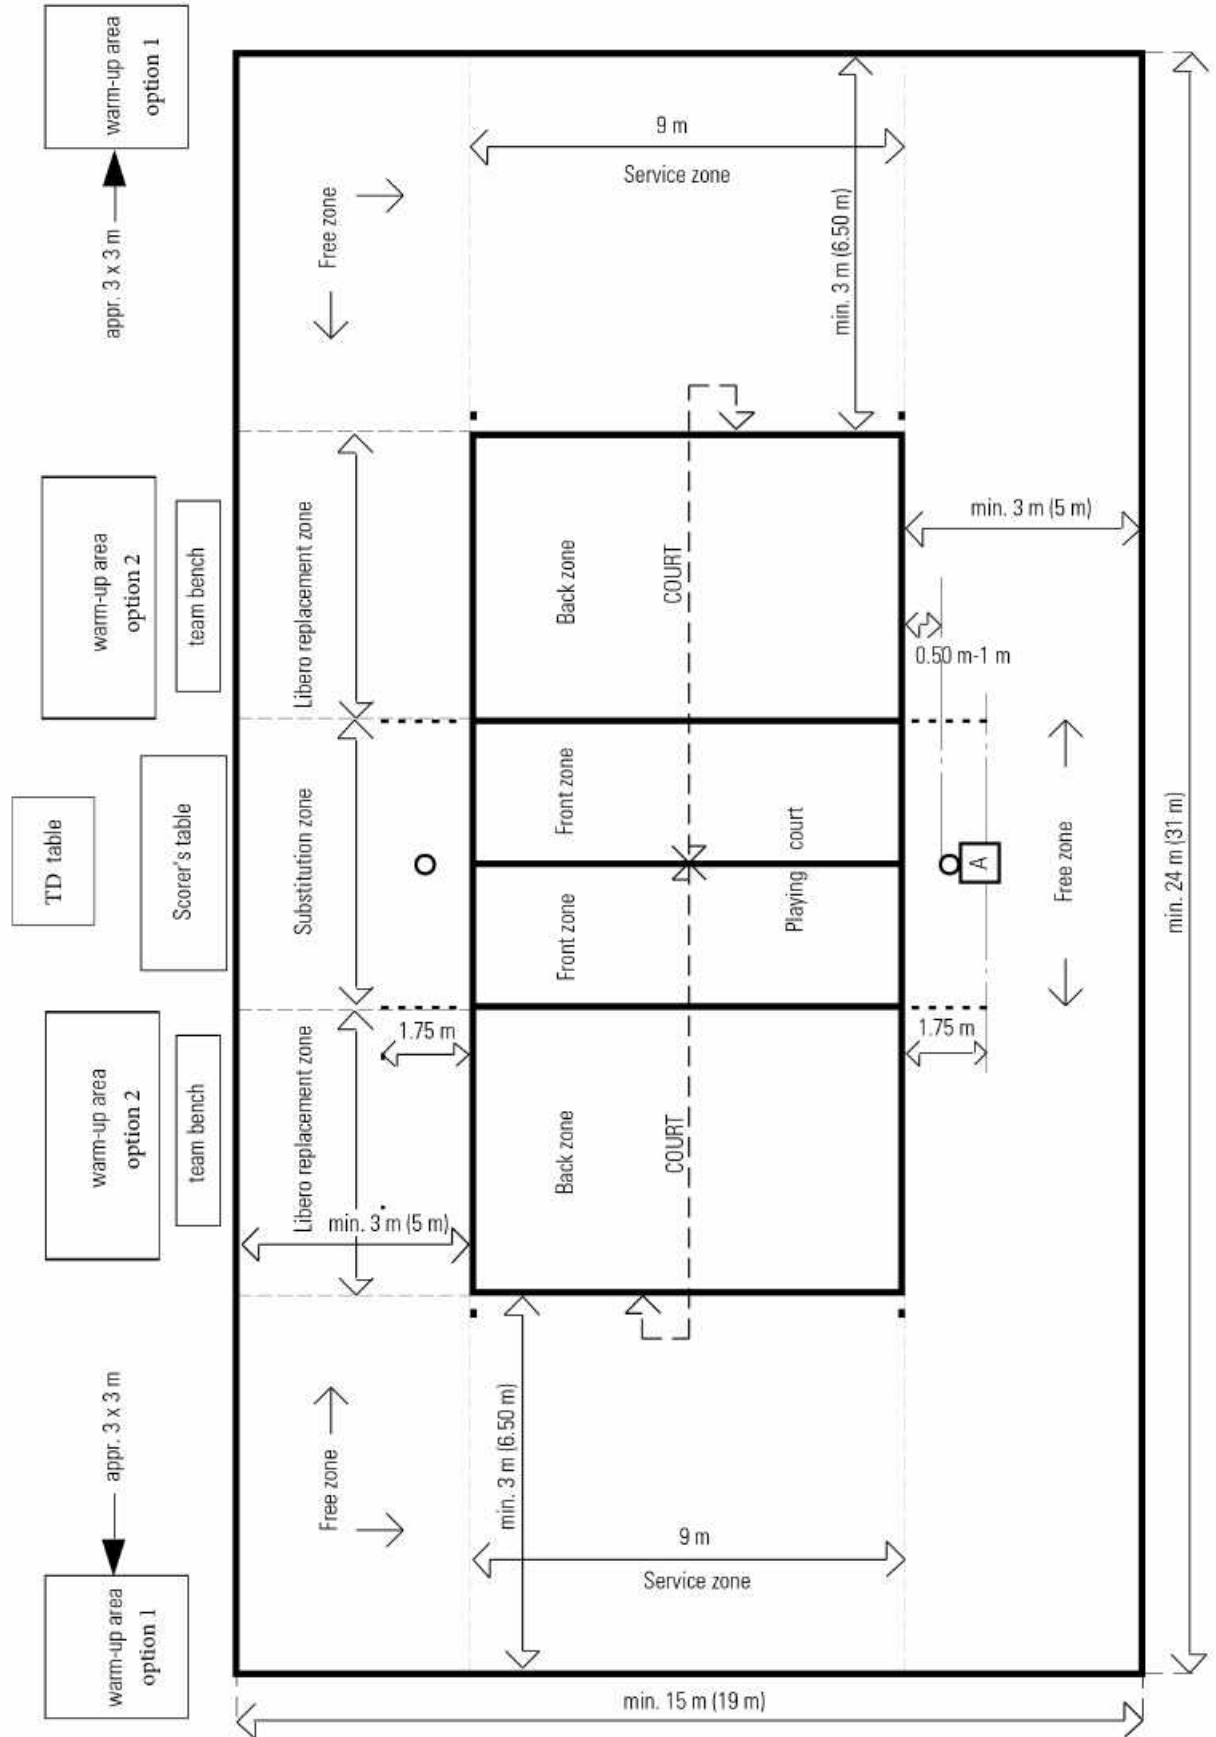 warm-up area
option 1
appr. 3 x 3 m
Free zone
9 m
Service zone
min. 3 m (6.50 m)
warm-up area
option 2
team bench
Libero replacement zone
Back zone
COURT
min. 3 m (5 m)
0.50 m-1 m
TD table
Scorer's table
Substitution zone
Front zone
Front zone
Playing court
A
Free zone
min. 24 m (31 m)
warm-up area
option 2
team bench
Libero replacement zone
1.75 m
1.75 m
Back zone
COURT
min. 3 m (5 m)
appr. 3 x 3 m
Free zone
min. 3 m (6.50 m)
9 m
Service zone
warm-up area
option 1
min. 15 m (19 m)